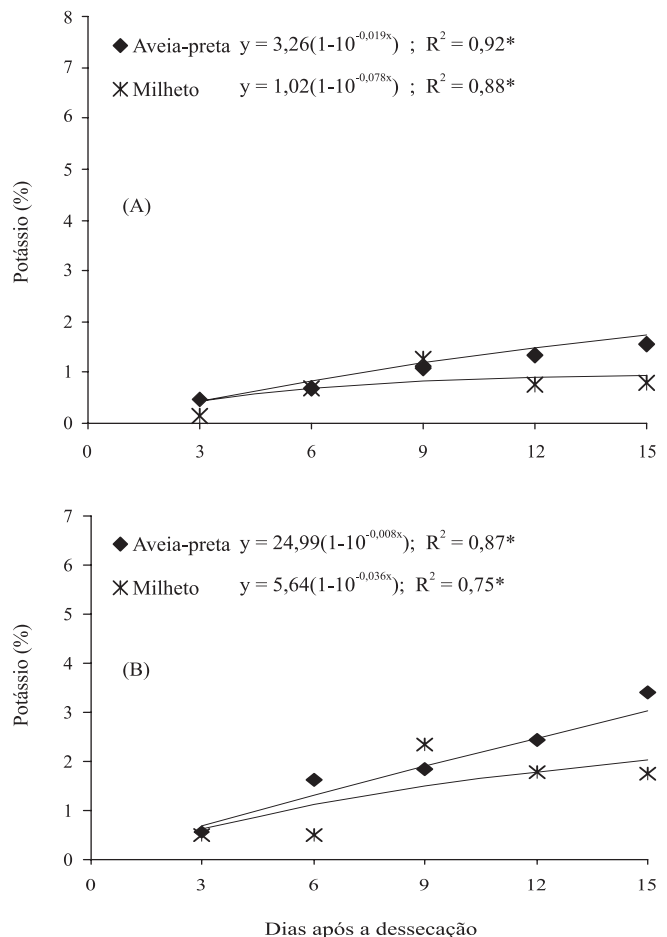 8
7
6
5
4
3
2
1
0
Potássio (%)
Aveia-preta y = 3,26(1-10^-0,019x) ; R² = 0,92*
Milheto y = 1,02(1-10^-0,078x) ; R² = 0,88*
(A)
0 3 6 9 12 15
7
6
5
4
3
2
1
0
Potássio (%)
Aveia-preta y = 24,99(1-10^-0,008x); R² = 0,87*
Milheto y = 5,64(1-10^-0,036x); R² = 0,75*
(B)
0 3 6 9 12 15
Dias após a dessecação